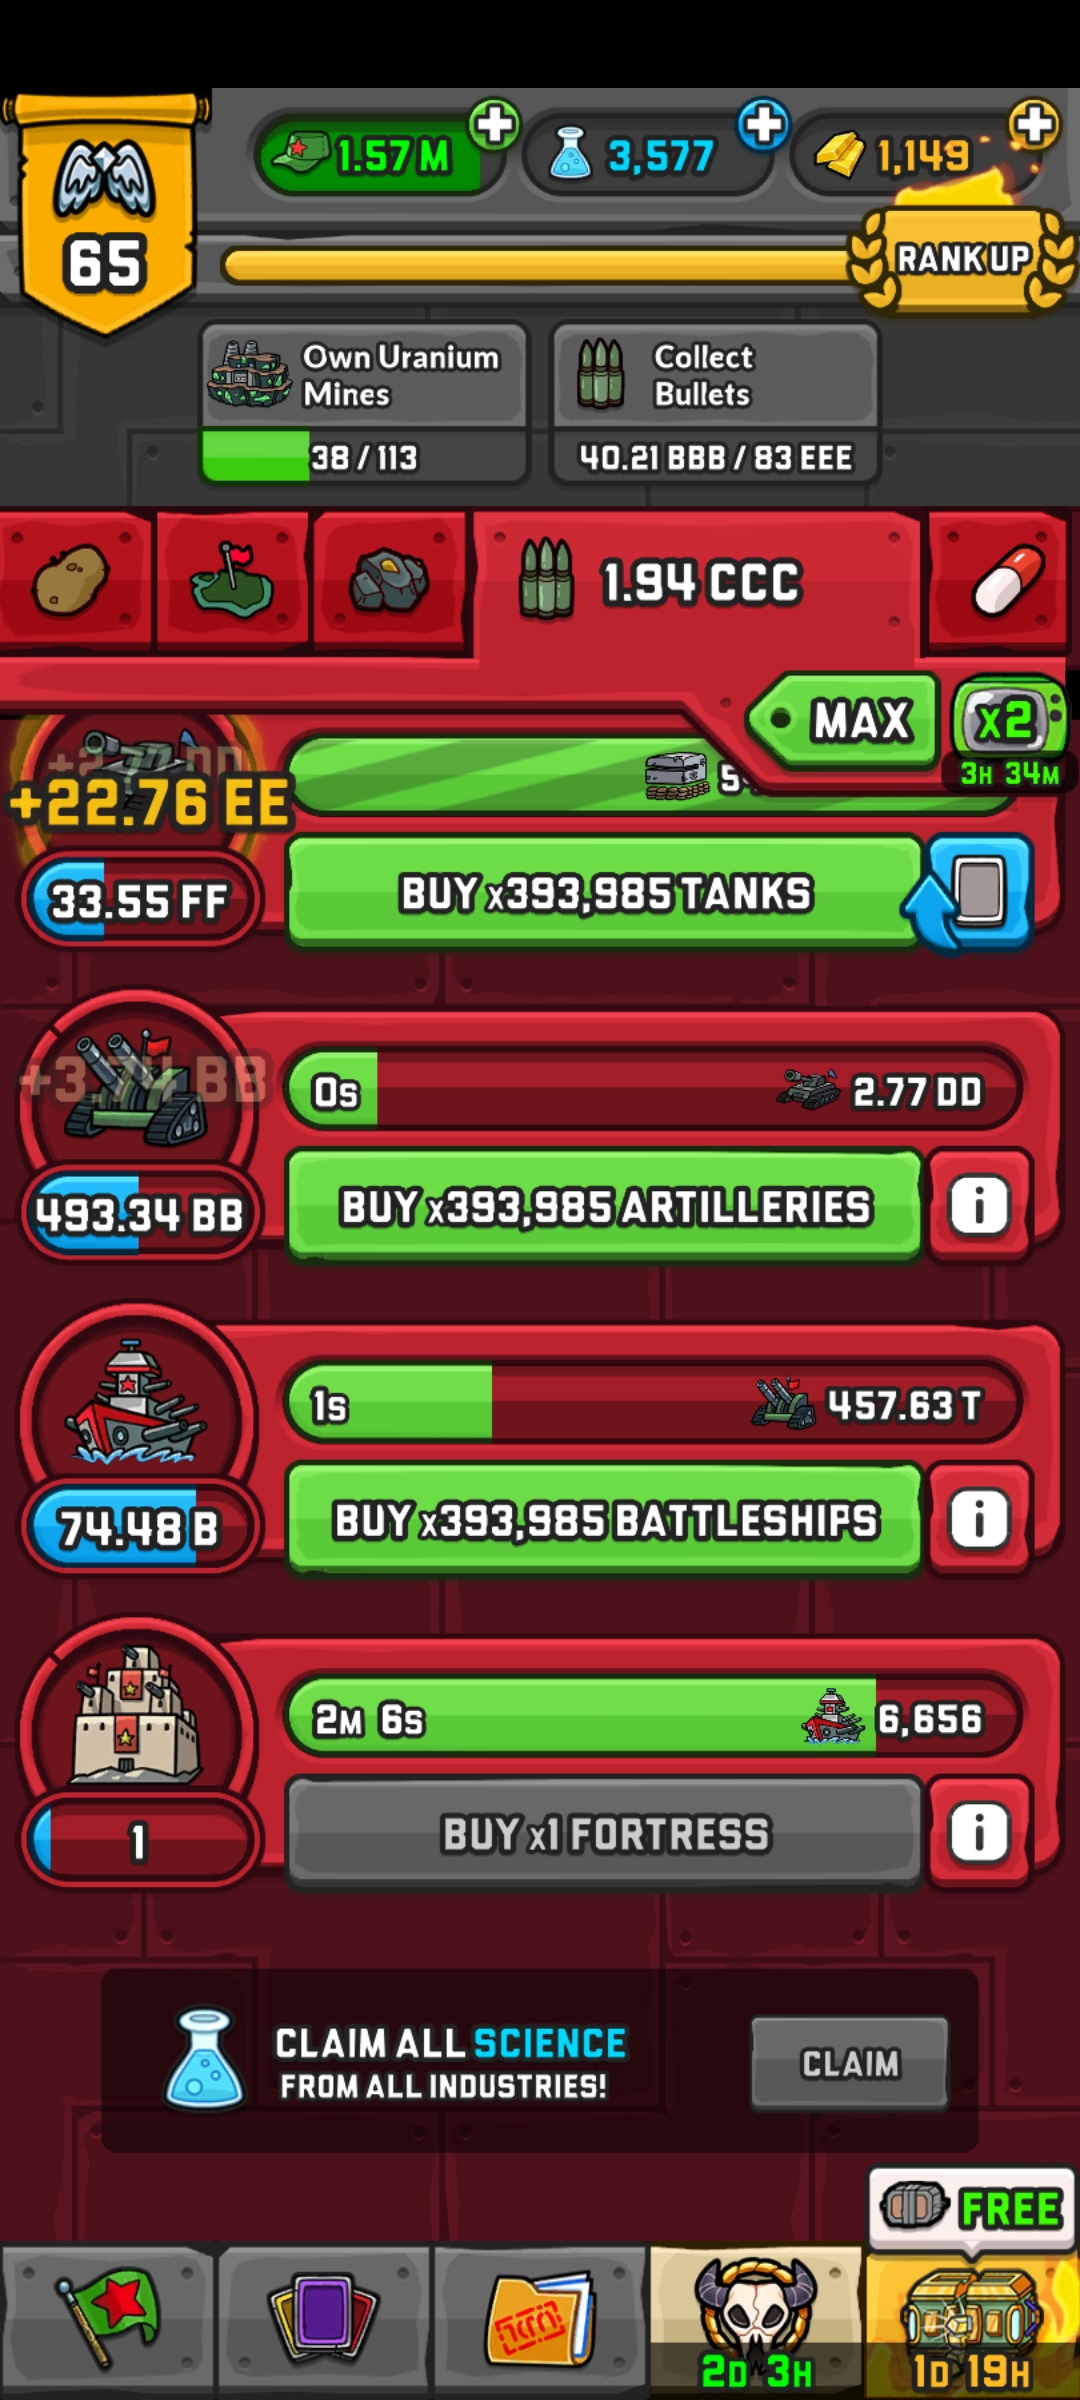 1.57 M
3,577
1,149
65
RANK UP
Own Uranium
Mines
38 / 113
Collect
Bullets
40.21 BBB / 83 EEE
1.94 CCC
MAX
x2
3H 34M
+22.76 EE
33.55 FF
BUY x393,985 TANKS
+3.74 BB
0s
2.77 DD
493.34 BB
BUY x393,985 ARTILLERIES
i
1s
457.63 T
74.48 B
BUY x393,985 BATTLESHIPS
i
2M 6s
6,656
1
BUY x1 FORTRESS
i
CLAIM ALL SCIENCE
FROM ALL INDUSTRIES!
CLAIM
FREE
2D 3H
1D 19H